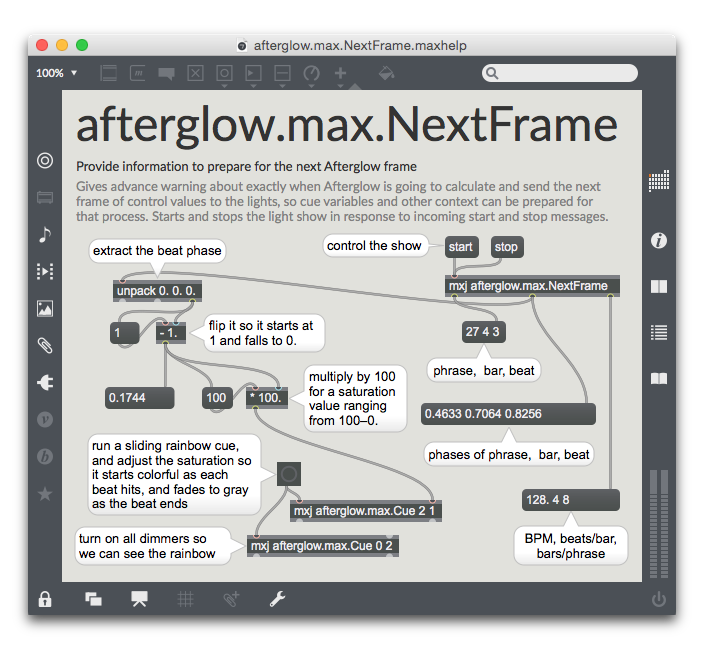 afterglow.max.NextFrame.maxhelp
100%
afterglow.max.NextFrame
Provide information to prepare for the next Afterglow frame
Gives advance warning about exactly when Afterglow is going to calculate and send the next
frame of control values to the lights, so cue variables and other context can be prepared for
that process. Starts and stops the light show in response to incoming start and stop messages.
extract the beat phase
control the show
start
stop
unpack 0. 0. 0.
mxj afterglow.max.NextFrame
1
- 1.
flip it so it starts at
1 and falls to 0.
27 4 3
phrase, bar, beat
0.1744
100
* 100.
multiply by 100
for a saturation
value ranging
from 100–0.
0.4633 0.7064 0.8256
phases of phrase, bar, beat
run a sliding rainbow cue,
and adjust the saturation so
it starts colorful as each
beat hits, and fades to gray
as the beat ends
mxj afterglow.max.Cue 2 1
128. 4 8
turn on all dimmers so
we can see the rainbow
mxj afterglow.max.Cue 0 2
BPM, beats/bar,
bars/phrase